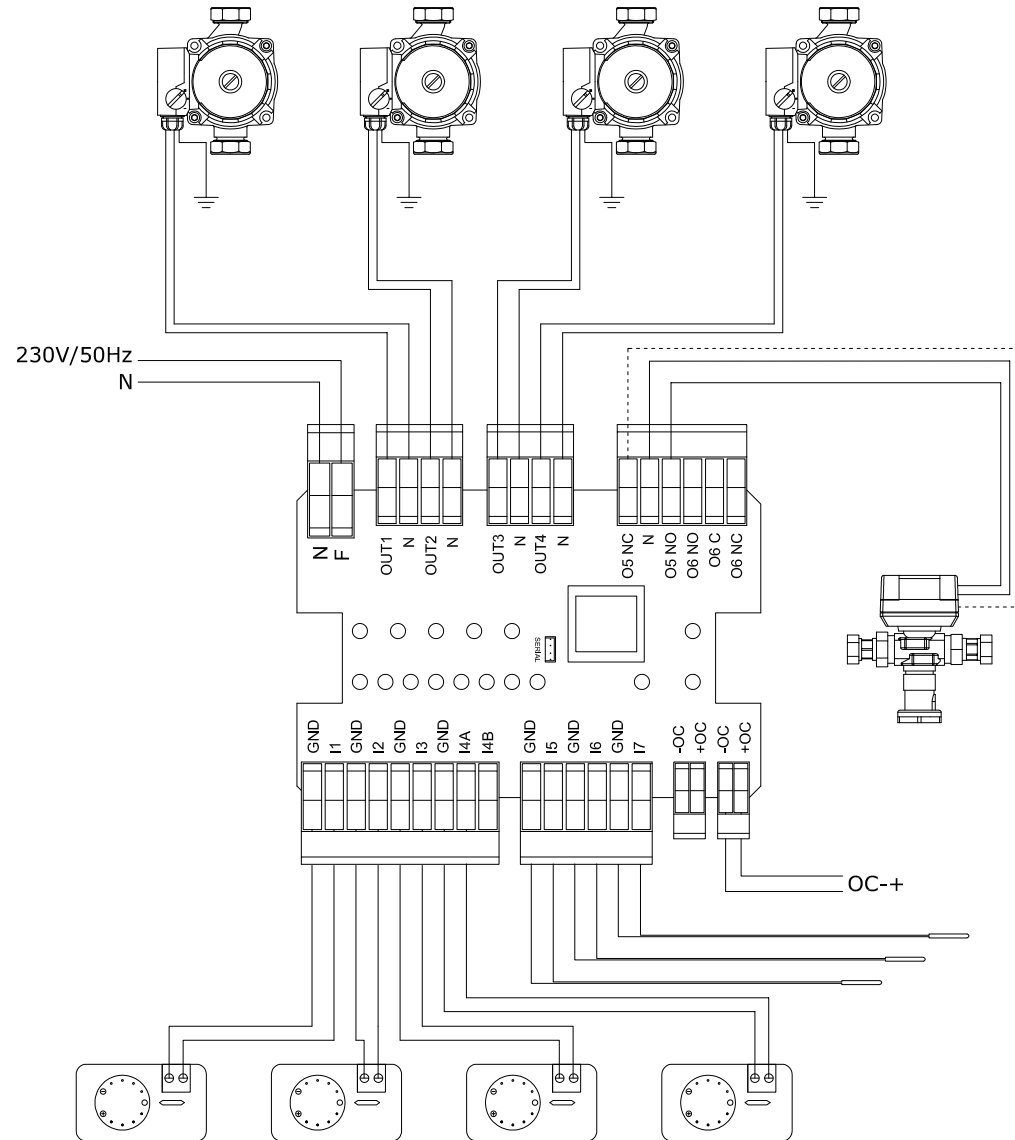 230V/50Hz
N
N
F
OUT1
N
OUT2
N
OUT3
N
OUT4
N
O5 NC
N
O5 NO
O6 NO
O6 C
O6 NC
SERIAL
GND
I1
GND
I2
GND
I3
GND
I4A
I4B
GND
I5
GND
I6
GND
I7
-OC
+OC
-OC
+OC
OC-+